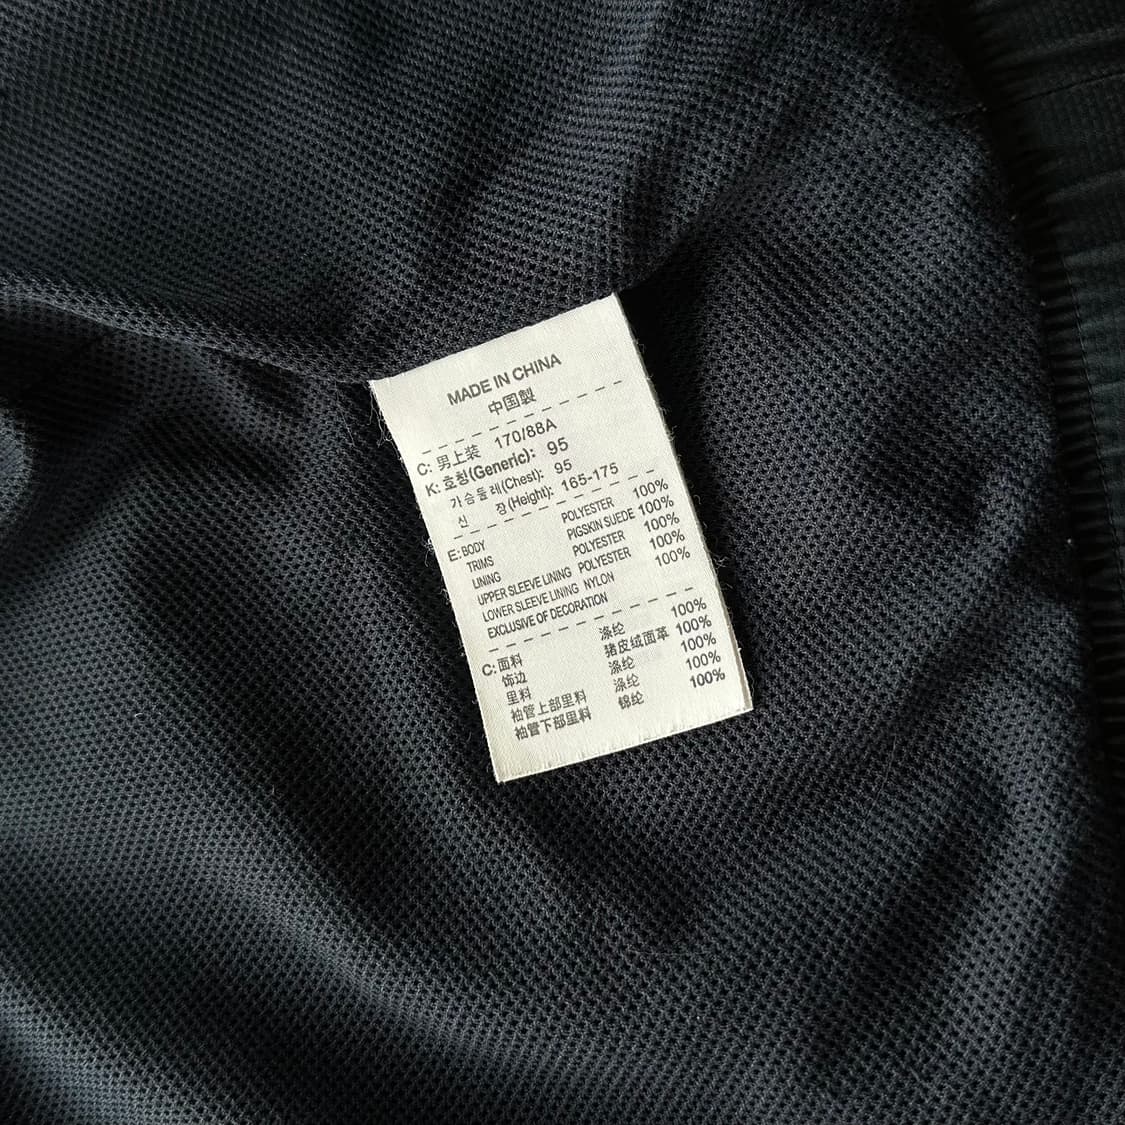 MADE IN CHINA
中国製
C: 男上装 170/88A
K: 호칭(Generic): 95
가슴둘레(Chest): 95
신 장(Height): 165-175
E: BODY POLYESTER 100%
TRIMS PIGSKIN SUEDE 100%
LINING POLYESTER 100%
UPPER SLEEVE LINING POLYESTER 100%
LOWER SLEEVE LINING NYLON 100%
EXCLUSIVE OF DECORATION
C: 面料 涤纶 100%
饰边 猪皮绒面革 100%
里料 涤纶 100%
袖管上部里料 涤纶 100%
袖管下部里料 锦纶 100%